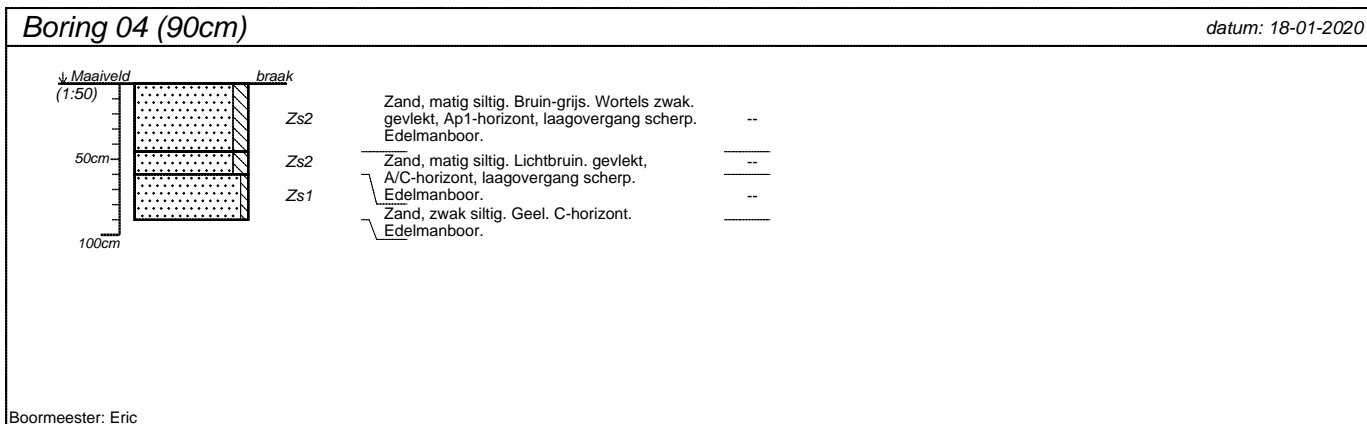 Boring 04 (90cm)
datum: 18-01-2020
Maaiveld
braak
(1:50)
50cm
100cm
Zs2
Zand, matig siltig. Bruin-grijs. Wortels zwak.
gevlekt, Ap1-horizont, laagovergang scherp.
Edelmanboor.
--
Zs2
Zand, matig siltig. Lichtbruin. gevlekt,
A/C-horizont, laagovergang scherp.
Edelmanboor.
--
Zs1
Zand, zwak siltig. Geel. C-horizont.
Edelmanboor.
--
Boormeester: Eric